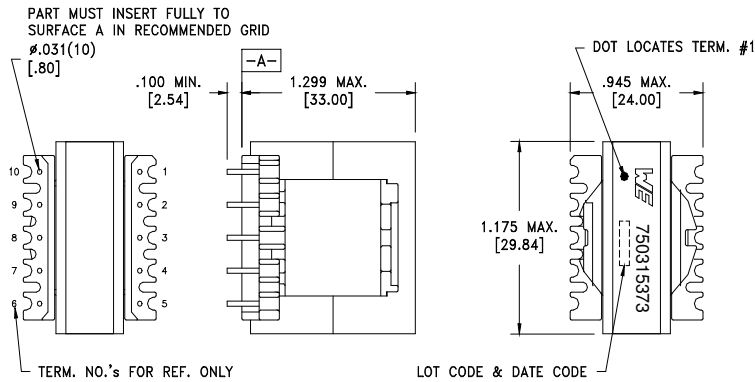 PART MUST INSERT FULLY TO
SURFACE A IN RECOMMENDED GRID
ø.031(10)
[.80]
-A-
.100 MIN.
[2.54]
1.299 MAX.
[33.00]
DOT LOCATES TERM. #1
.945 MAX.
[24.00]
10
9
8
7
6
1
2
3
4
5
1.175 MAX.
[29.84]
WE
750315373
TERM. NO.'s FOR REF. ONLY
LOT CODE & DATE CODE